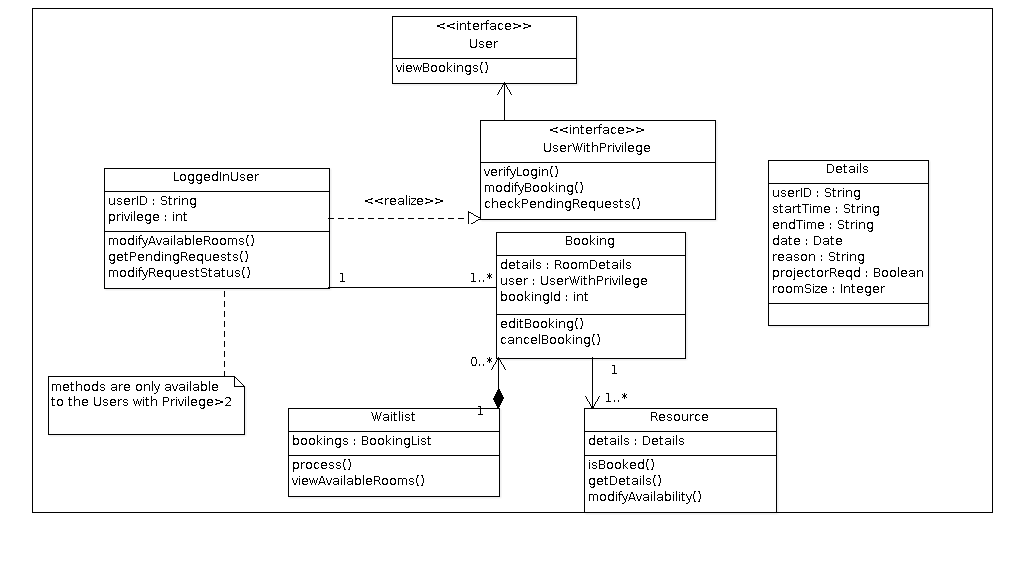 <<interface>>
User
viewBookings()
<<interface>>
UserWithPrivilege
verifyLogin()
modifyBooking()
checkPendingRequests()
LoggedInUser
userID : String
privilege : int
modifyAvailableRooms()
getPendingRequests()
modifyRequestStatus()
<<realize>>
Details
userID : String
startTime : String
endTime : String
date : Date
reason : String
projectorReqd : Boolean
roomSize : Integer
Booking
details : RoomDetails
user : UserWithPrivilege
bookingId : int
editBooking()
cancelBooking()
1
1..*
0..*
1
1
1..*
methods are only available
to the Users with Privilege>2
Waitlist
bookings : BookingList
process()
viewAvailableRooms()
Resource
details : Details
isBooked()
getDetails()
modifyAvailability()